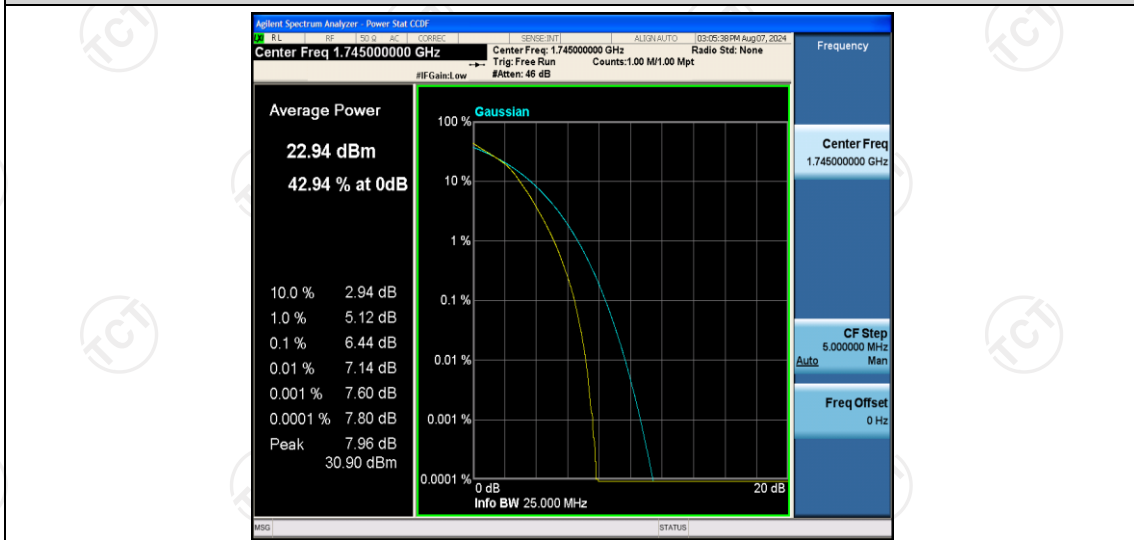 Agilent Spectrum Analyzer - Power Stat CCDF
RL RF 50 Ω AC CORREC SENSE:INT ALIGN AUTO 03:05:38 PM Aug 07, 2024
Center Freq 1.745000000 GHz
Center Freq: 1.745000000 GHz Radio Std: None
Trig: Free Run Counts:1.00 M/1.00 Mpt
#IFGain:Low #Atten: 46 dB
Frequency
Center Freq
1.745000000 GHz
CF Step
5.000000 MHz
Auto Man
Freq Offset
0 Hz
Average Power
22.94 dBm
42.94 % at 0dB
10.0 % 2.94 dB
1.0 % 5.12 dB
0.1 % 6.44 dB
0.01 % 7.14 dB
0.001 % 7.60 dB
0.0001 % 7.80 dB
Peak 7.96 dB
30.90 dBm
Gaussian
100 %
10 %
1 %
0.1 %
0.01 %
0.001 %
0.0001 %
0 dB 20 dB
Info BW 25.000 MHz
MSG STATUS
TCT
TCT
TCT
TCT